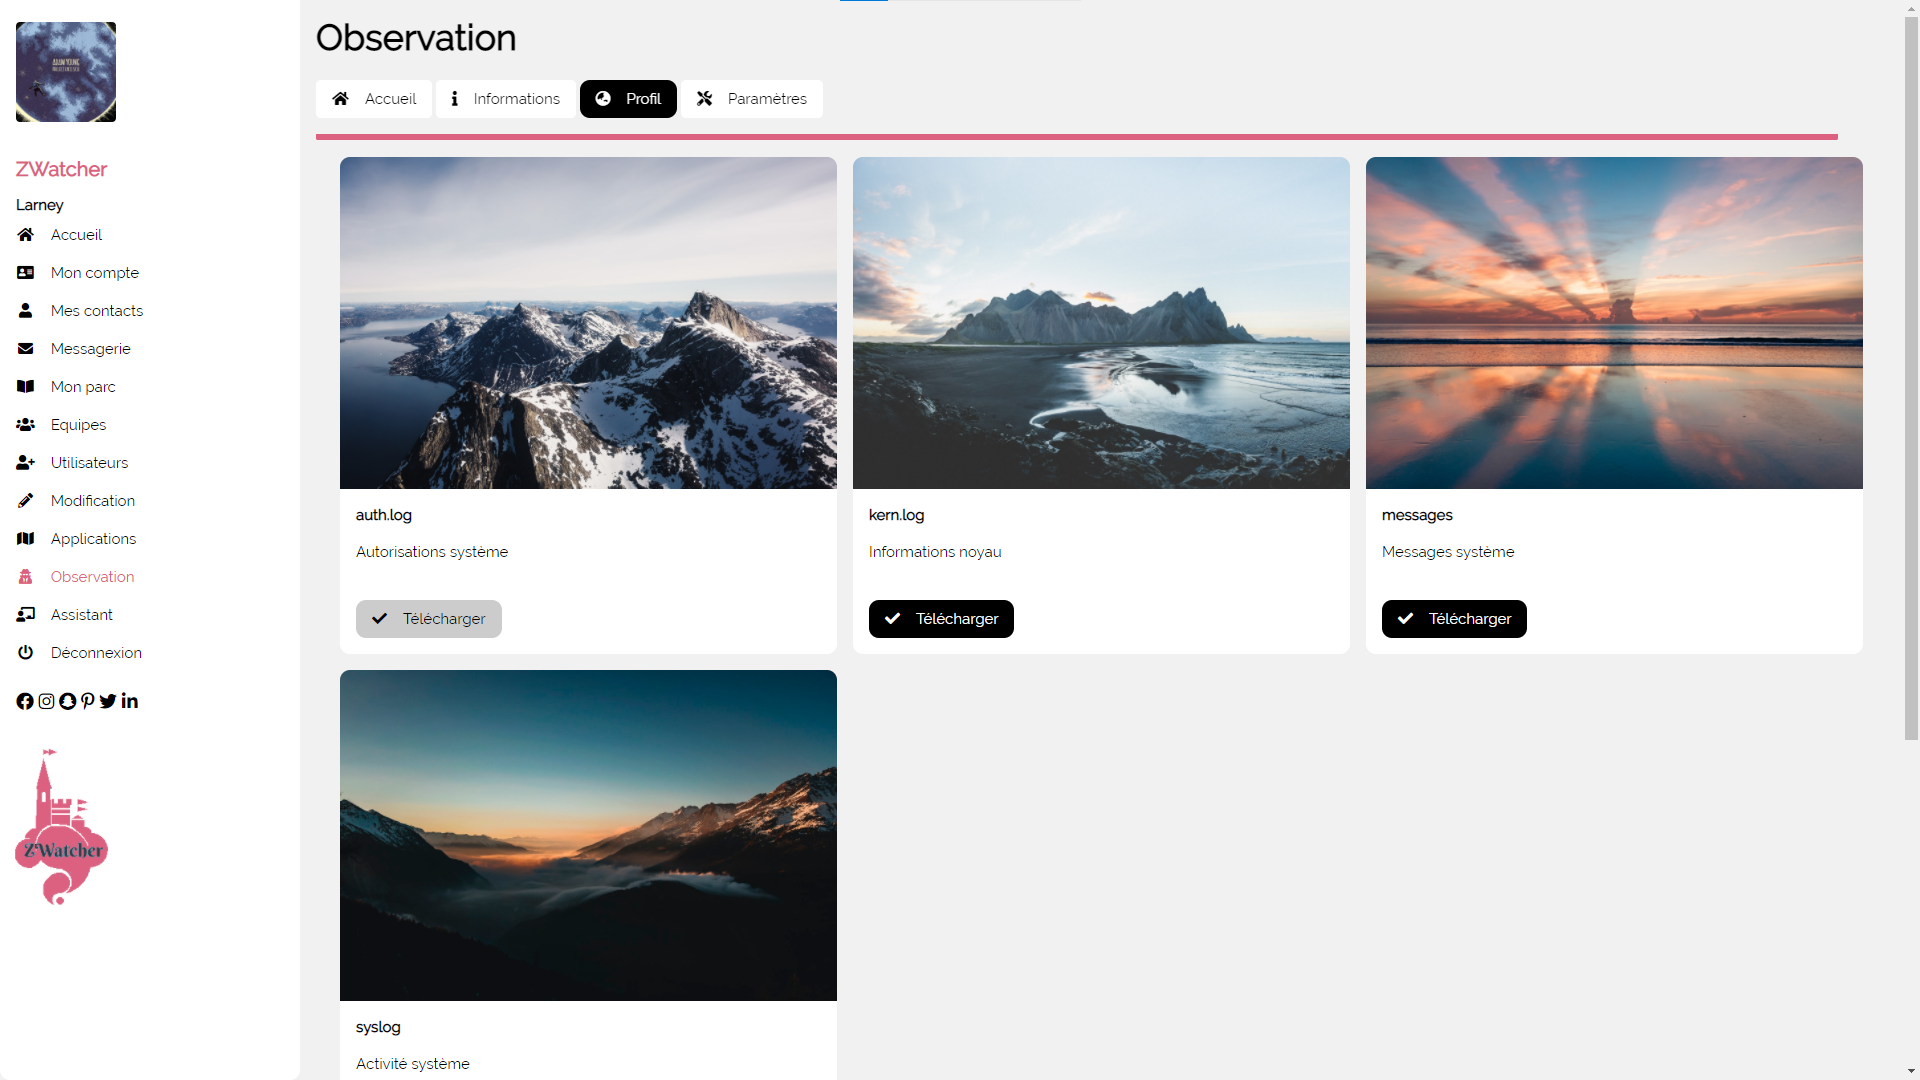 ZWatcher
Larney
Accueil
Mon compte
Mes contacts
Messagerie
Mon parc
Equipes
Utilisateurs
Modification
Applications
Observation
Assistant
Déconnexion
ZWatcher
Observation
Accueil
Informations
Profil
Paramètres
auth.log
Autorisations système
Télécharger
kern.log
Informations noyau
Télécharger
messages
Messages système
Télécharger
syslog
Activité système